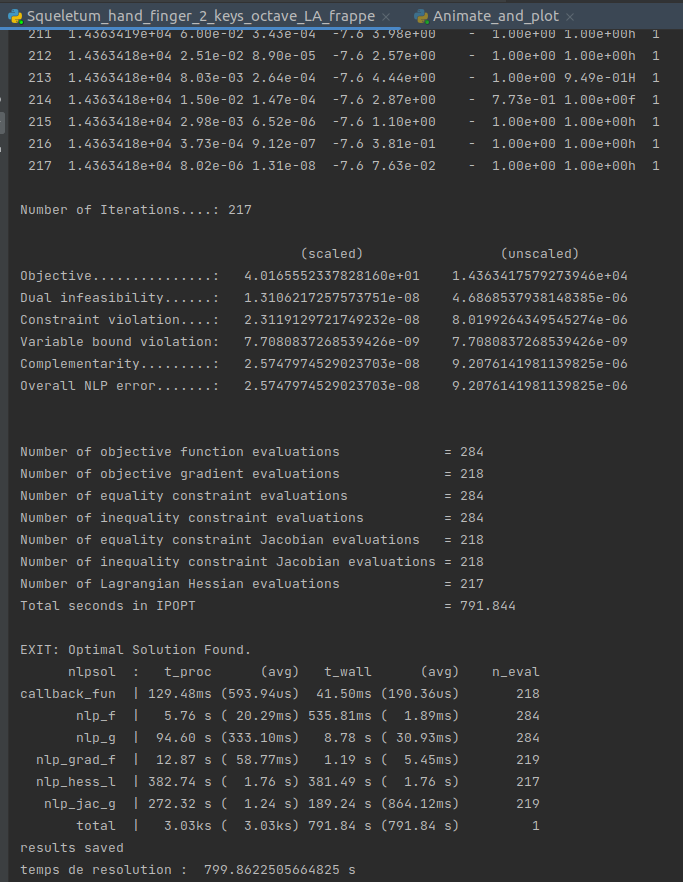 Squeletum_hand_finger_2_keys_octave_LA_frappe × Animate_and_plot ×
211 1.4363419e+04 6.00e-02 3.43e-04 -7.6 3.98e+00 - 1.00e+00 1.00e+00h 1
212 1.4363418e+04 2.51e-02 8.90e-05 -7.6 2.57e+00 - 1.00e+00 1.00e+00h 1
213 1.4363418e+04 8.03e-03 2.64e-04 -7.6 4.44e+00 - 1.00e+00 9.49e-01H 1
214 1.4363418e+04 1.50e-02 1.47e-04 -7.6 2.87e+00 - 7.73e-01 1.00e+00f 1
215 1.4363418e+04 2.98e-03 6.52e-06 -7.6 1.10e+00 - 1.00e+00 1.00e+00h 1
216 1.4363418e+04 3.73e-04 9.12e-07 -7.6 3.81e-01 - 1.00e+00 1.00e+00h 1
217 1.4363418e+04 8.02e-06 1.31e-08 -7.6 7.63e-02 - 1.00e+00 1.00e+00h 1
Number of Iterations....: 217
(scaled) (unscaled)
Objective...............: 4.0165552337828160e+01 1.4363417579273946e+04
Dual infeasibility......: 1.3106217257573751e-08 4.6868537938148385e-06
Constraint violation....: 2.3119129721749232e-08 8.0199264349545274e-06
Variable bound violation: 7.7080837268539426e-09 7.7080837268539426e-09
Complementarity.........: 2.5747974529023703e-08 9.2076141981139825e-06
Overall NLP error.......: 2.5747974529023703e-08 9.2076141981139825e-06
Number of objective function evaluations = 284
Number of objective gradient evaluations = 218
Number of equality constraint evaluations = 284
Number of inequality constraint evaluations = 284
Number of equality constraint Jacobian evaluations = 218
Number of inequality constraint Jacobian evaluations = 218
Number of Lagrangian Hessian evaluations = 217
Total seconds in IPOPT = 791.844
EXIT: Optimal Solution Found.
nlpsol : t_proc (avg) t_wall (avg) n_eval
callback_fun | 129.48ms (593.94us) 41.50ms (190.36us) 218
nlp_f | 5.76 s ( 20.29ms) 535.81ms ( 1.89ms) 284
nlp_g | 94.60 s (333.10ms) 8.78 s ( 30.93ms) 284
nlp_grad_f | 12.87 s ( 58.77ms) 1.19 s ( 5.45ms) 219
nlp_hess_l | 382.74 s ( 1.76 s) 381.49 s ( 1.76 s) 217
nlp_jac_g | 272.32 s ( 1.24 s) 189.24 s (864.12ms) 219
total | 3.03ks ( 3.03ks) 791.84 s (791.84 s) 1
results saved
temps de resolution : 799.8622505664825 s